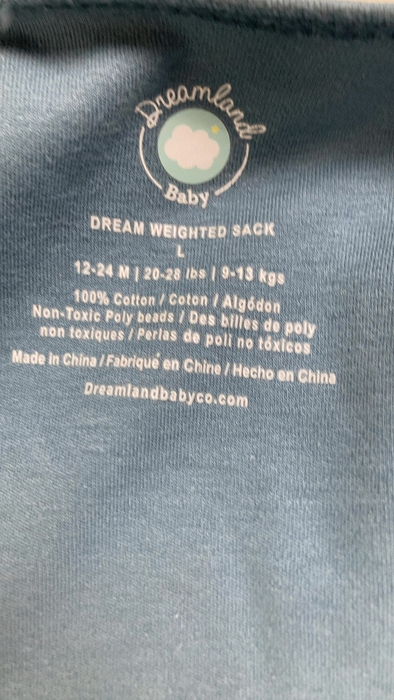 Dreamland
Baby
DREAM WEIGHTED SACK
L
12-24 M | 20-28 lbs | 9-13 kgs
100% Cotton / Coton / Algódon
Non-Toxic Poly beads / Des billes de poly
non toxiques / Perlas de poli no tóxicos
Made in China / Fabriqué en Chine / Hecho en China
Dreamlandbabyco.com